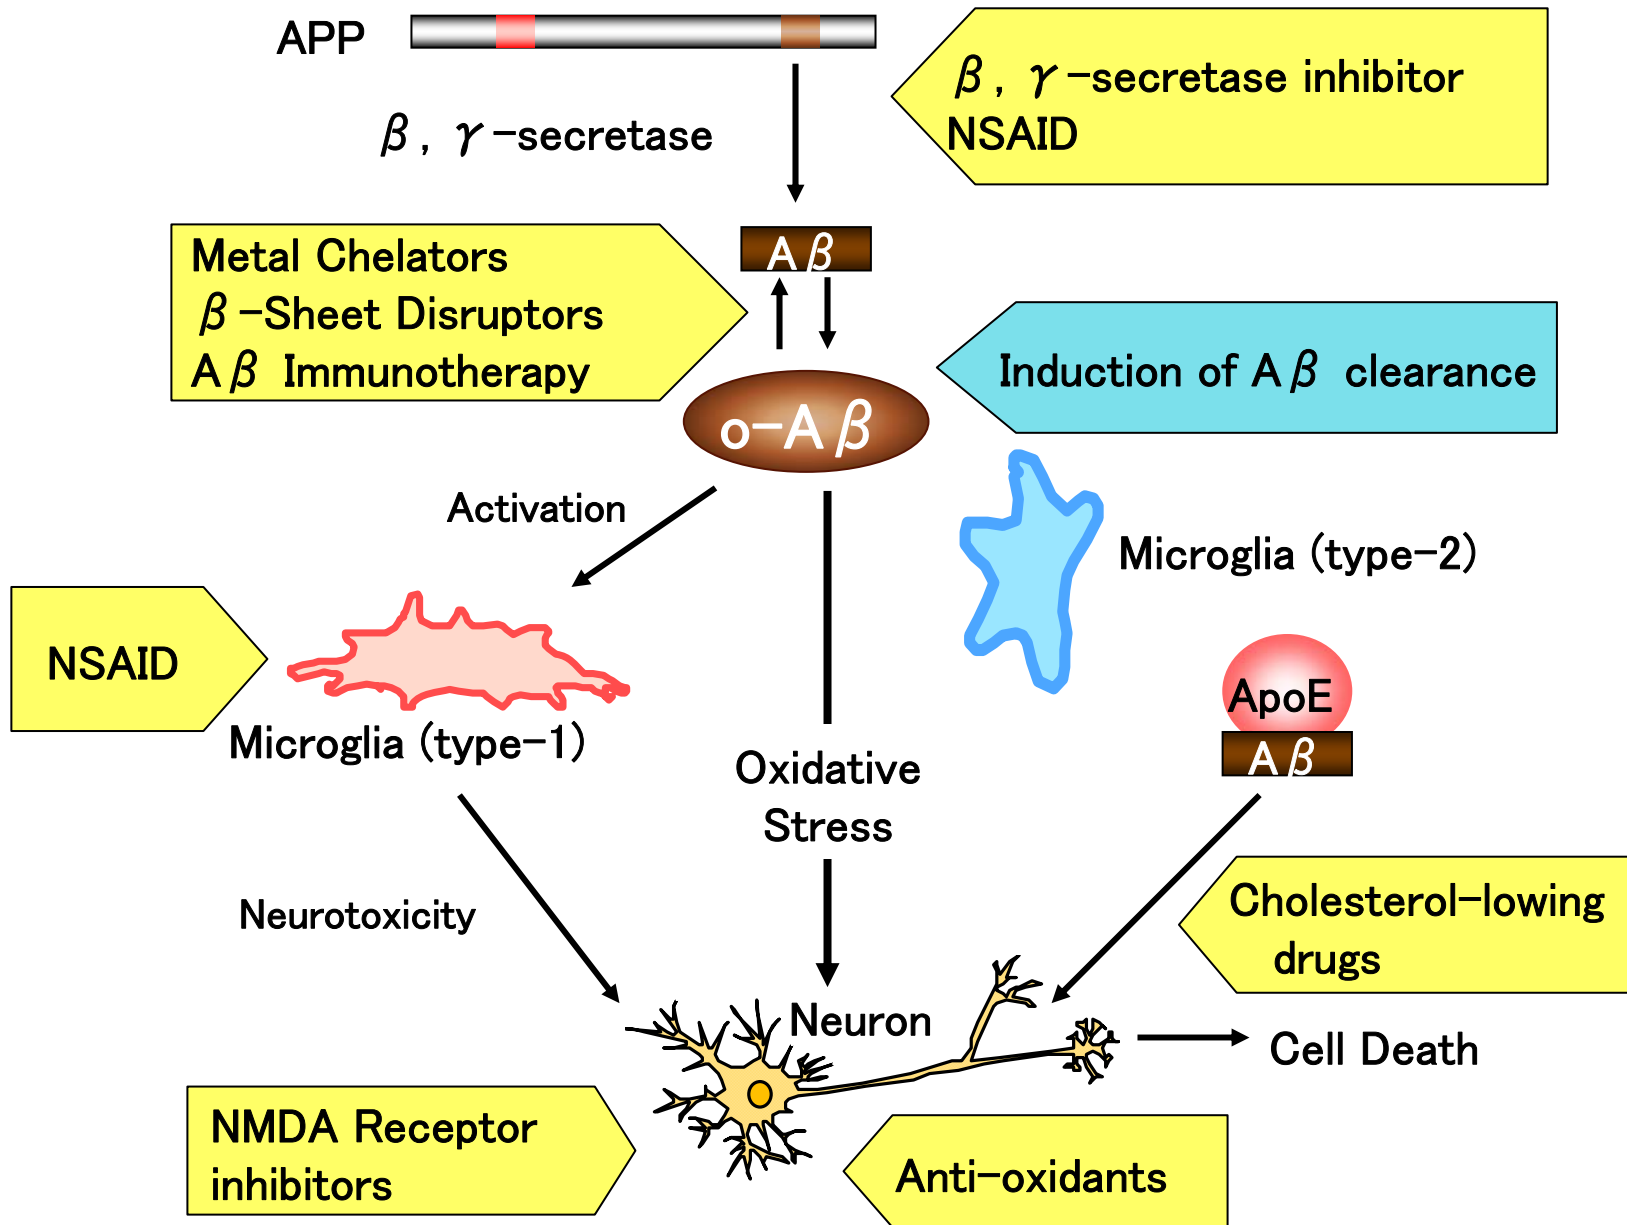 APP
β, γ-secretase inhibitor
NSAID
β, γ-secretase
Aβ
Metal Chelators
β-Sheet Disruptors
Aβ Immunotherapy
Induction of Aβ clearance
o-Aβ
Activation
Microglia (type-2)
NSAID
Microglia (type-1)
ApoE
Aβ
Oxidative
Stress
Neurotoxicity
Cholesterol-lowing
drugs
Neuron
Cell Death
NMDA Receptor
inhibitors
Anti-oxidants